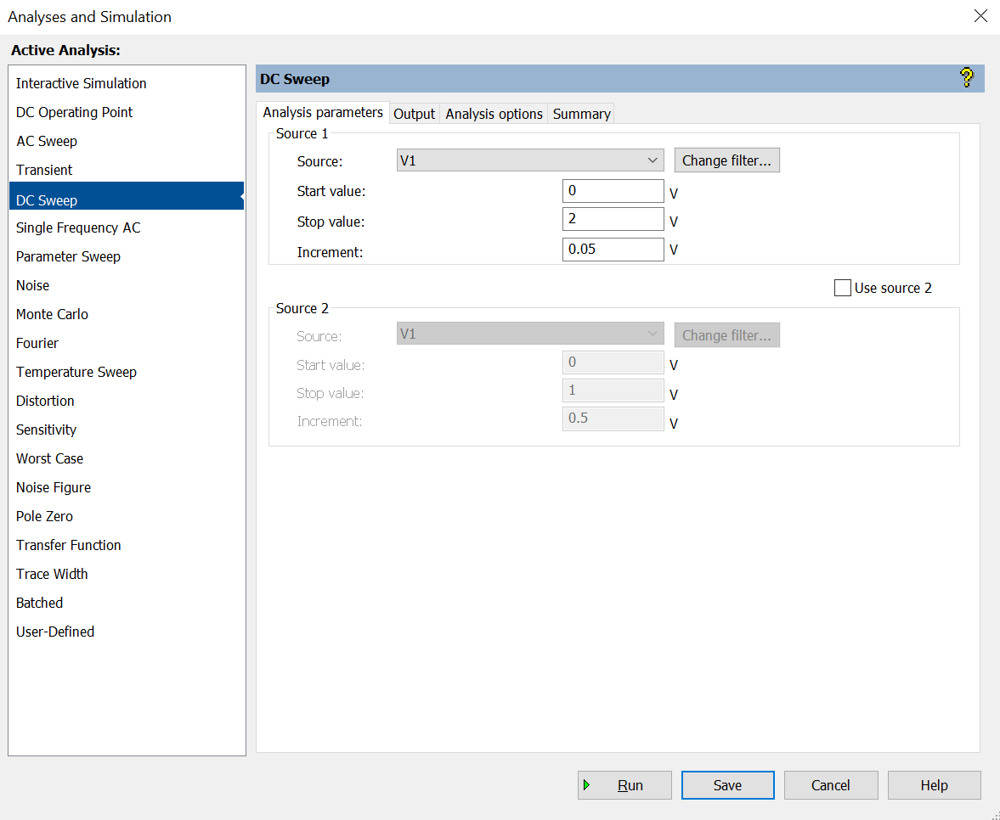 Analyses and Simulation
Active Analysis:
Interactive Simulation
DC Operating Point
AC Sweep
Transient
DC Sweep
Single Frequency AC
Parameter Sweep
Noise
Monte Carlo
Fourier
Temperature Sweep
Distortion
Sensitivity
Worst Case
Noise Figure
Pole Zero
Transfer Function
Trace Width
Batched
User-Defined
DC Sweep ?
Analysis parameters Output Analysis options Summary
Source 1
Source: V1 Change filter...
Start value: 0 V
Stop value: 2 V
Increment: 0.05 V
Use source 2
Source 2
Source: V1 Change filter...
Start value: 0 V
Stop value: 1 V
Increment: 0.5 V
Run Save Cancel Help